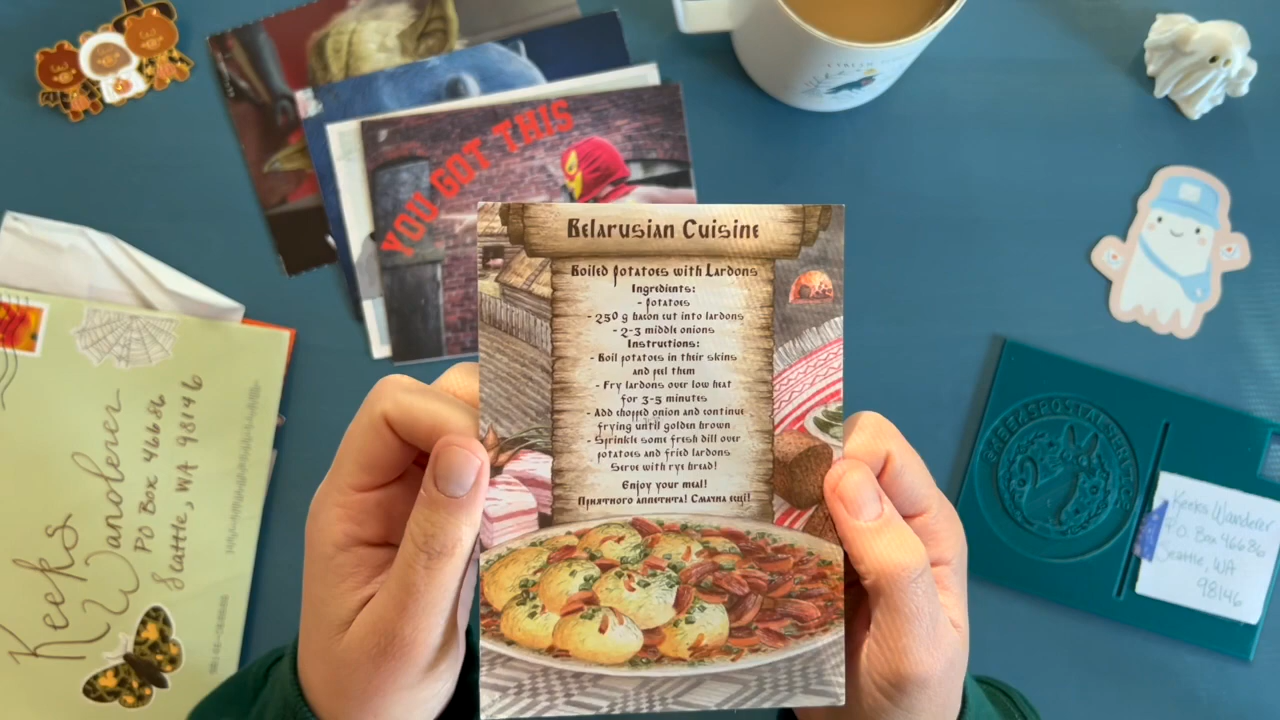 YOU GOT THIS
Belarusian Cuisine
Boiled potatoes with Lardons
Ingredients:
- potatoes
- 250 g bacon cut into lardons
- 2-3 middle onions
Instructions:
- Boil potatoes in their skins
and peel them
- Fry lardons over low heat
for 3-5 minutes
- Add chopped onion and continue
frying until golden brown
- Sprinkle some fresh dill over
potatoes and fried lardons
Serve with rye bread!
Enjoy your meal!
Приятного аппетита! Смачна есці!
Keeks
Wanderer
PO Box 46686
Seattle, WA 98146
Keeks Wanderer
PO Box 46686
Seattle, WA
98146